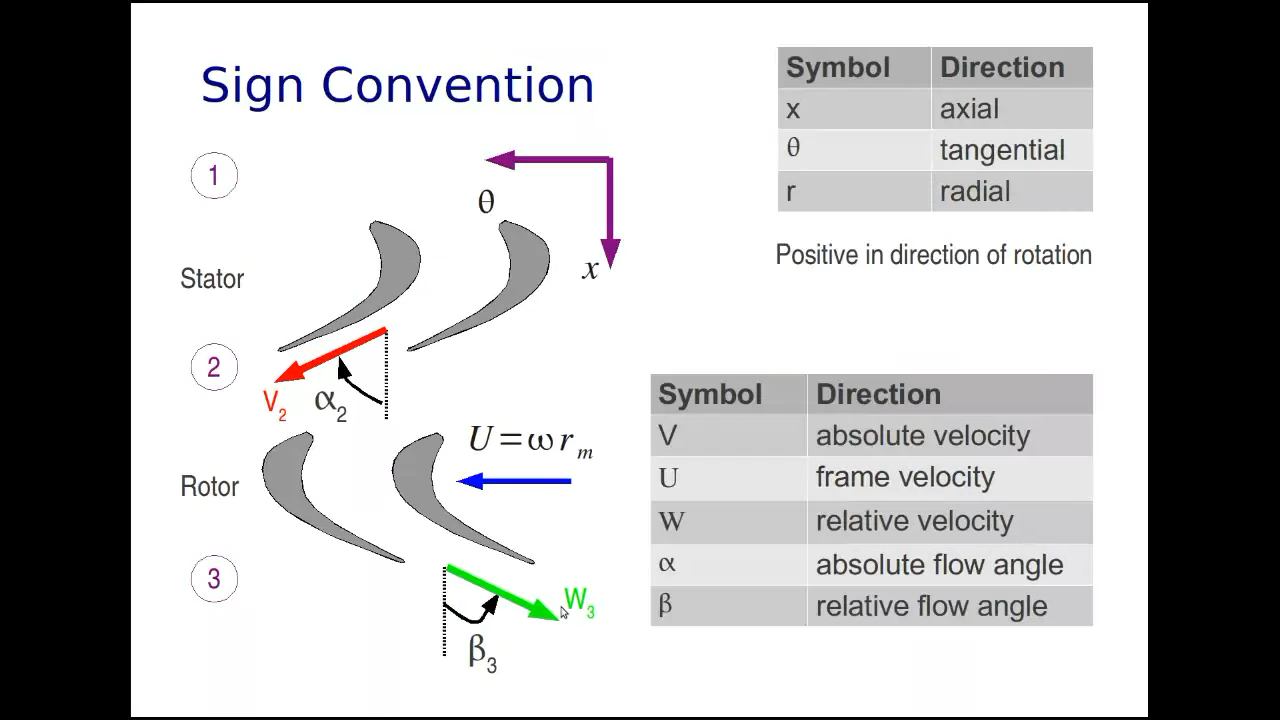 Sign Convention
Symbol Direction
x axial
θ tangential
r radial
Positive in direction of rotation
1
θ
x
Stator
2
V2
α2
U=ωrm
Rotor
3
W3
β3
Symbol Direction
V absolute velocity
U frame velocity
W relative velocity
α absolute flow angle
β relative flow angle